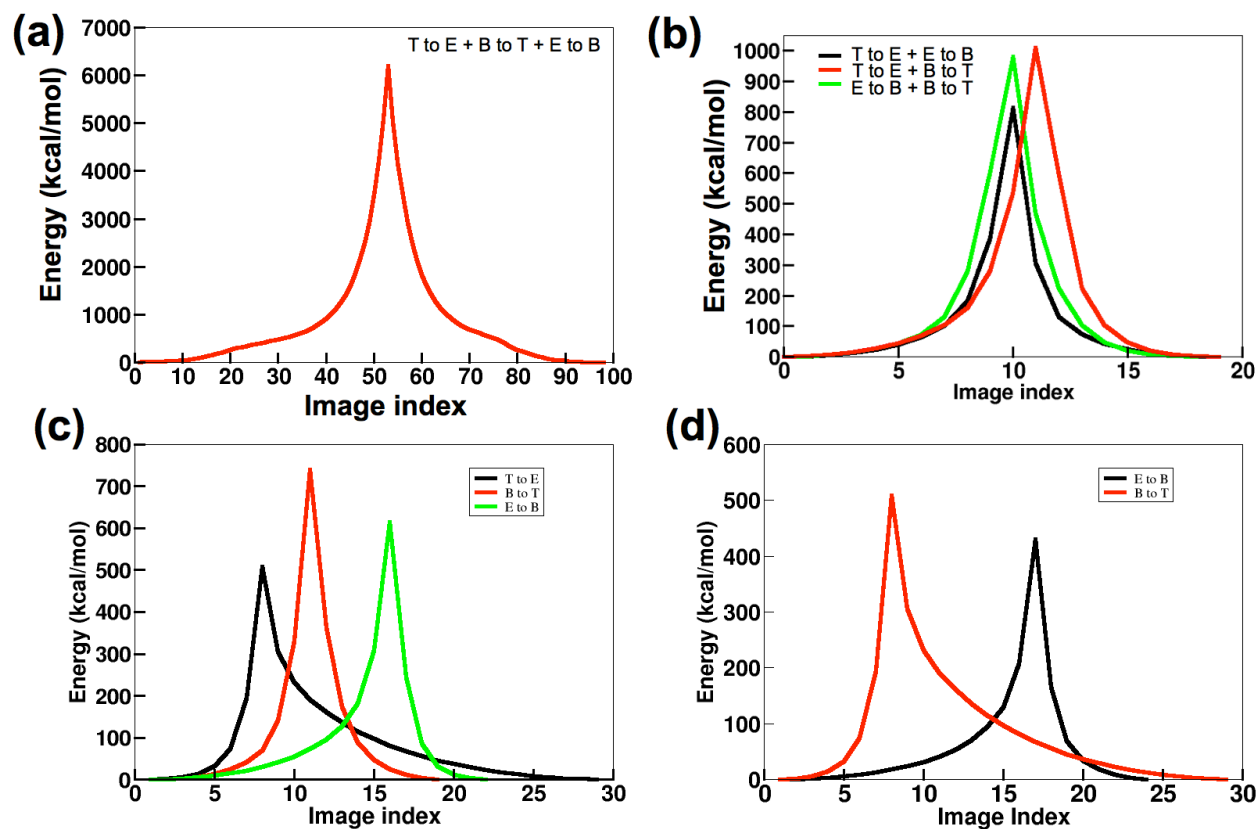 (a)
T to E + B to T + E to B
Energy (kcal/mol)
7000
6000
5000
4000
3000
2000
1000
0
0 10 20 30 40 50 60 70 80 90 100
Image index
(b)
T to E + E to B
T to E + B to T
E to B + B to T
Energy (kcal/mol)
1000
900
800
700
600
500
400
300
200
100
0
0 5 10 15 20
Image index
(c)
T to E
B to T
E to B
Energy (kcal/mol)
800
700
600
500
400
300
200
100
0
0 5 10 15 20 25 30
Image index
(d)
E to B
B to T
Energy (kcal/mol)
600
500
400
300
200
100
0
0 5 10 15 20 25 30
Image Index